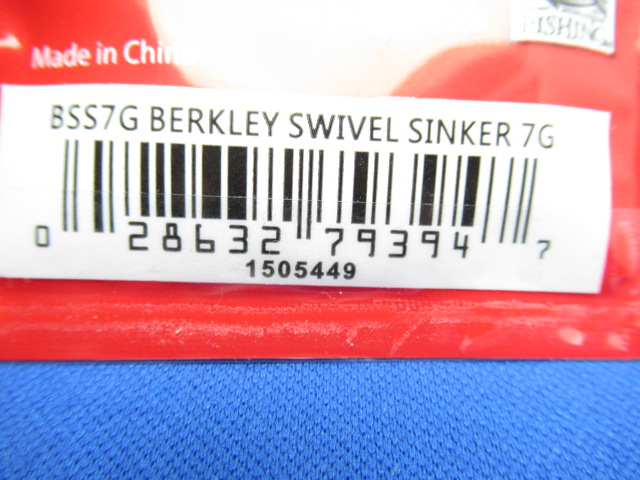 FISHING
Made in China
BSS7G BERKLEY SWIVEL SINKER 7G
0 28632 79394 7
1505449